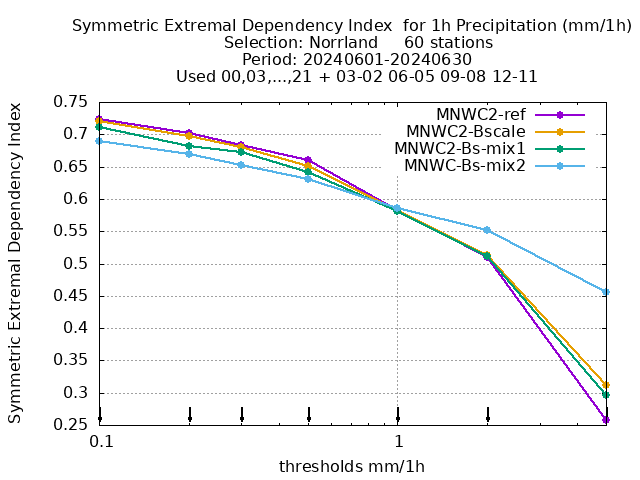 Symmetric Extremal Dependency Index  for 1h Precipitation (mm/1h)
Selection: Norrland     60 stations
Period: 20240601-20240630
Used 00,03,...,21 + 03-02 06-05 09-08 12-11
Symmetric Extremal Dependency Index
0.75
0.7
0.65
0.6
0.55
0.5
0.45
0.4
0.35
0.3
0.25
MNWC2-ref
MNWC2-Bscale
MNWC2-Bs-mix1
MNWC-Bs-mix2
0.1 1
thresholds mm/1h